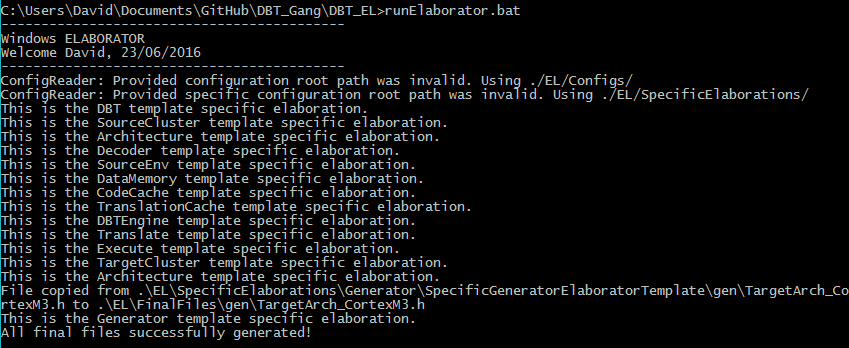 C:\Users\David\Documents\GitHub\DBT_Gang\DBT_EL>runElaborator.bat
-------------------------------------------
Windows ELABORATOR
Welcome David, 23/06/2016
-------------------------------------------
ConfigReader: Provided configuration root path was invalid. Using ./EL/Configs/
ConfigReader: Provided specific configuration root path was invalid. Using ./EL/SpecificElaborations/
This is the DBT template specific elaboration.
This is the SourceCluster template specific elaboration.
This is the Architecture template specific elaboration.
This is the Decoder template specific elaboration.
This is the SourceEnv template specific elaboration.
This is the DataMemory template specific elaboration.
This is the CodeCache template specific elaboration.
This is the TranslationCache template specific elaboration.
This is the DBTEngine template specific elaboration.
This is the Translate template specific elaboration.
This is the Execute template specific elaboration.
This is the TargetCluster template specific elaboration.
This is the Architecture template specific elaboration.
File copied from .\EL\SpecificElaborations\Generator\SpecificGeneratorElaboratorTemplate\gen\TargetArch_Co
rtexM3.h to .\EL\FinalFiles\gen\TargetArch_CortexM3.h
This is the Generator template specific elaboration.
All final files successfully generated!